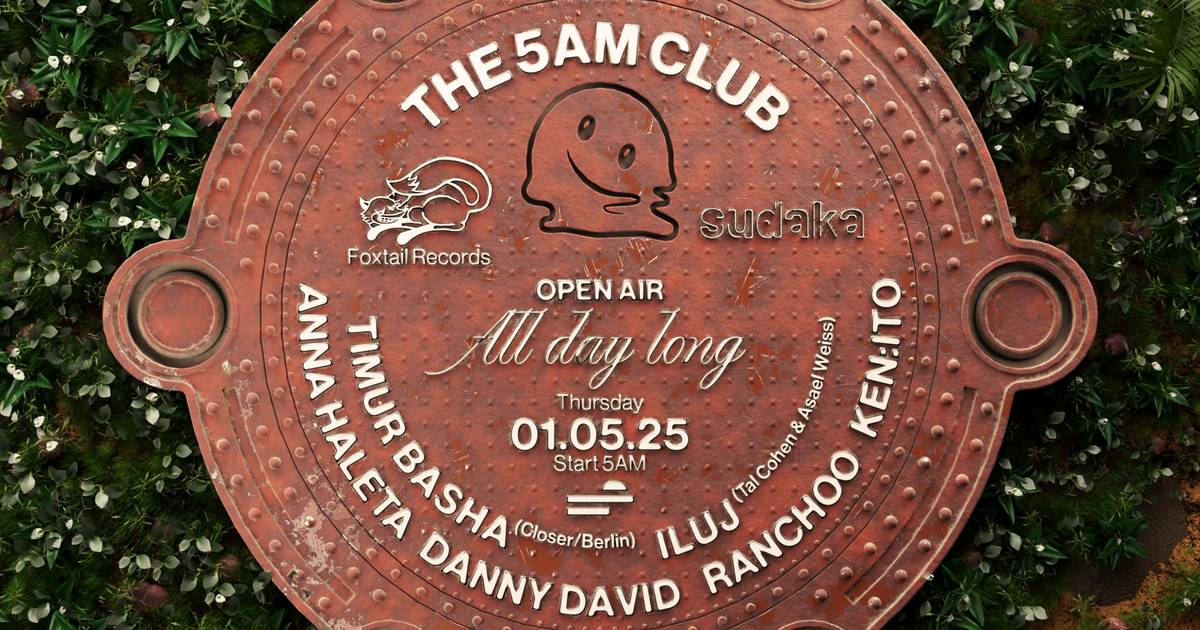 THE 5AM CLUB
Foxtail Records
sudaka
OPEN AIR
All day long
Thursday
01.05.25
Start 5AM
TIMUR BASHA (Closer/Berlin) ILUJ (Tal Cohen & Asael Weiss)
ANNA HALETA DANNY DAVID RANCHOO KEN:ITO